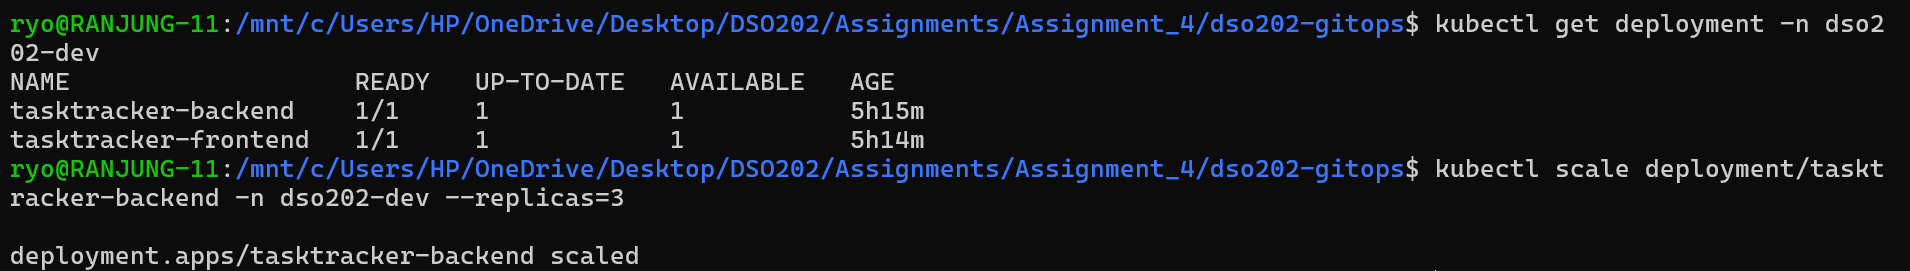 ryo@RANJUNG-11:/mnt/c/Users/HP/OneDrive/Desktop/DSO202/Assignments/Assignment_4/dso202-gitops$ kubectl get deployment -n dso2
02-dev
NAME                   READY   UP-TO-DATE   AVAILABLE   AGE
tasktracker-backend    1/1     1            1           5h15m
tasktracker-frontend   1/1     1            1           5h14m
ryo@RANJUNG-11:/mnt/c/Users/HP/OneDrive/Desktop/DSO202/Assignments/Assignment_4/dso202-gitops$ kubectl scale deployment/taskt
racker-backend -n dso202-dev --replicas=3
deployment.apps/tasktracker-backend scaled